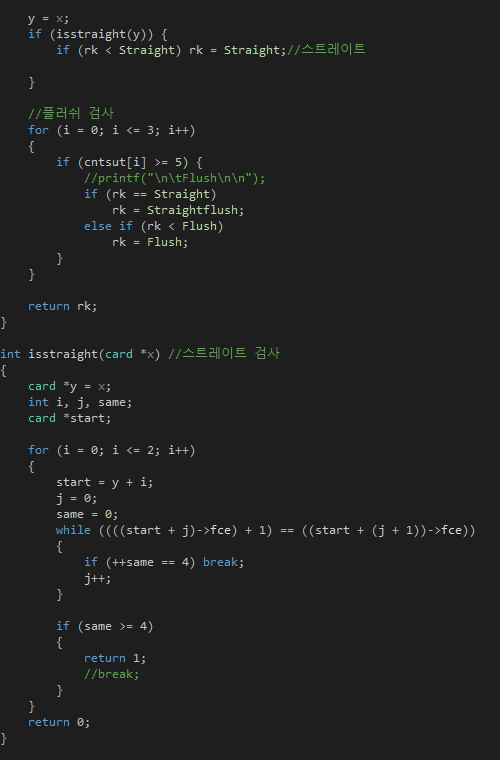 y = x;
if (isstraight(y)) {
if (rk < Straight) rk = Straight;//스트레이트
}
//플러쉬 검사
for (i = 0; i <= 3; i++)
{
if (cntsut[i] >= 5) {
//printf("\n\tFlush\n\n");
if (rk == Straight)
rk = Straightflush;
else if (rk < Flush)
rk = Flush;
}
}
return rk;
}
int isstraight(card *x) //스트레이트 검사
{
card *y = x;
int i, j, same;
card *start;
for (i = 0; i <= 2; i++)
{
start = y + i;
j = 0;
same = 0;
while ((((start + j)->fce) + 1) == ((start + (j + 1))->fce))
{
if (++same == 4) break;
j++;
}
if (same >= 4)
{
return 1;
//break;
}
}
return 0;
}